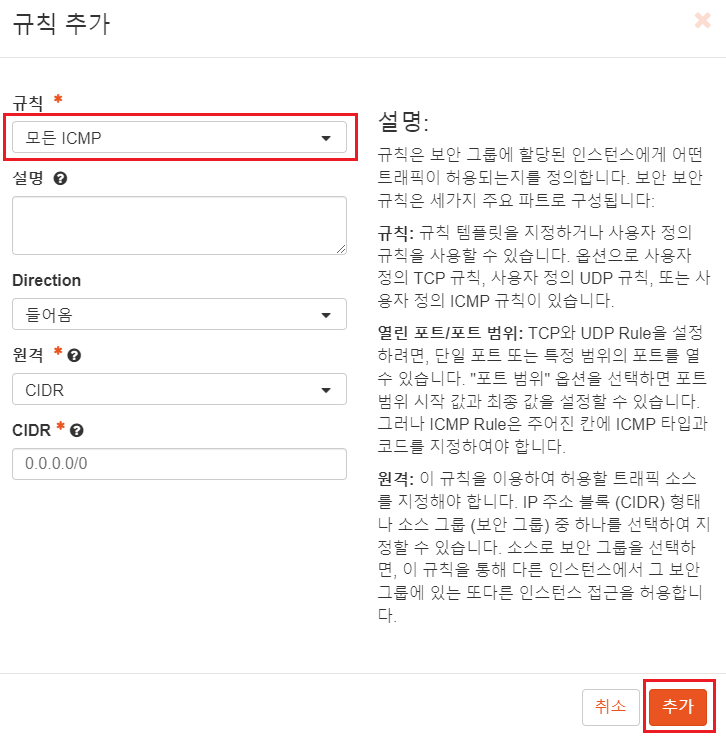 규칙 추가
규칙 *
모든 ICMP
설명
Direction
들어옴
원격 *
CIDR
CIDR *
0.0.0.0/0
설명:
규칙은 보안 그룹에 할당된 인스턴스에게 어떤
트래픽이 허용되는지를 정의합니다. 보안 보안
규칙은 세가지 주요 파트로 구성됩니다:
규칙: 규칙 템플릿을 지정하거나 사용자 정의
규칙을 사용할 수 있습니다. 옵션으로 사용자
정의 TCP 규칙, 사용자 정의 UDP 규칙, 또는 사
용자 정의 ICMP 규칙이 있습니다.
열린 포트/포트 범위: TCP와 UDP Rule을 설정
하려면, 단일 포트 또는 특정 범위의 포트를 열
수 있습니다. "포트 범위" 옵션을 선택하면 포트
범위 시작 값과 최종 값을 설정할 수 있습니다.
그러나 ICMP Rule은 주어진 칸에 ICMP 타입과
코드를 지정하여야 합니다.
원격: 이 규칙을 이용하여 허용할 트래픽 소스
를 지정해야 합니다. IP 주소 블록 (CIDR) 형태
나 소스 그룹 (보안 그룹) 중 하나를 선택하여 지
정할 수 있습니다. 소스로 보안 그룹을 선택하
면, 이 규칙을 통해 다른 인스턴스에서 그 보안
그룹에 있는 또다른 인스턴스 접근을 허용합니
다.
취소
추가